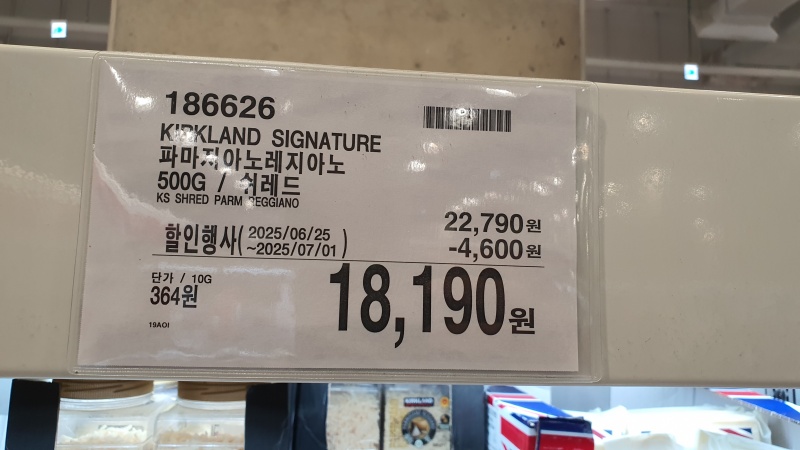 186626
KIRKLAND SIGNATURE
파마지아노레지아노
500G / 쉬레드
KS SHRED PARM REGGIANO
22,790원
할인행사( 2025/06/25 ~2025/07/01 )
-4,600원
단가 / 10G
364원
18,190원
19AOI
KIRKLAND